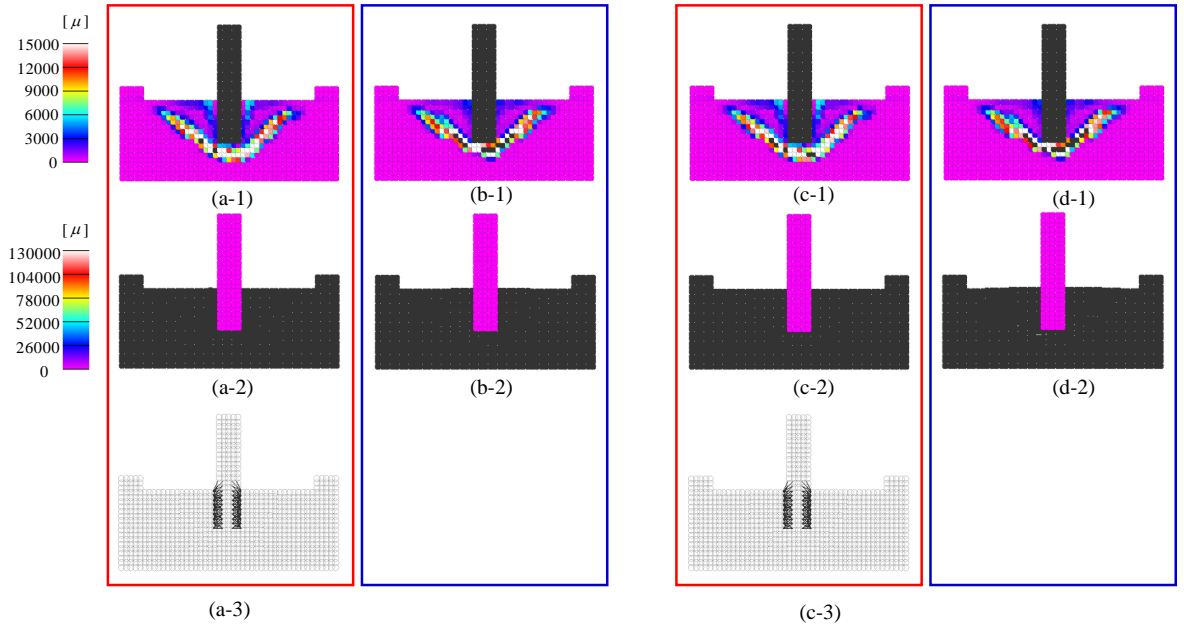 [ μ ]
15000
12000
9000
6000
3000
0
(a-1)
(b-1)
(c-1)
(d-1)
[ μ ]
130000
104000
78000
52000
26000
0
(a-2)
(b-2)
(c-2)
(d-2)
(a-3)
(c-3)